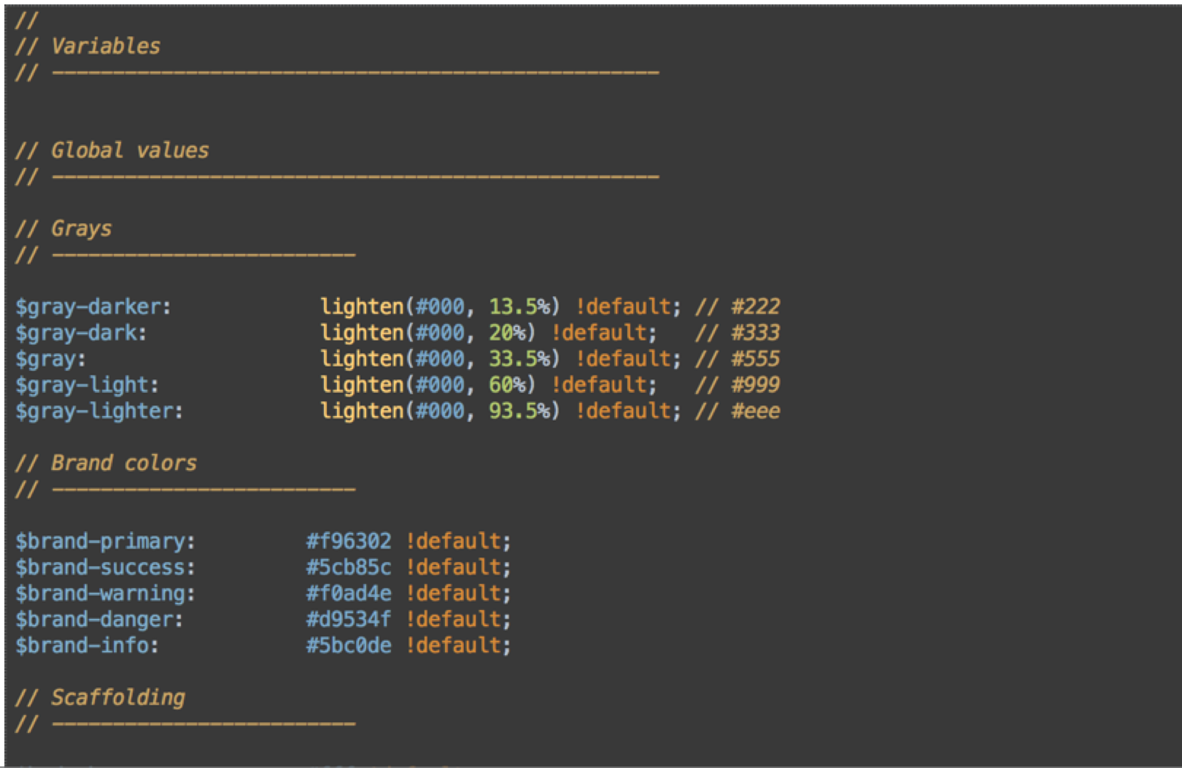 //
// Variables
// --------------------------------------------------
// Global values
// --------------------------------------------------
// Grays
// -------------------------
$gray-darker:            lighten(#000, 13.5%) !default; // #222
$gray-dark:              lighten(#000, 20%) !default;   // #333
$gray:                   lighten(#000, 33.5%) !default; // #555
$gray-light:             lighten(#000, 60%) !default;   // #999
$gray-lighter:           lighten(#000, 93.5%) !default; // #eee
// Brand colors
// -------------------------
$brand-primary:         #f96302 !default;
$brand-success:         #5cb85c !default;
$brand-warning:         #f0ad4e !default;
$brand-danger:          #d9534f !default;
$brand-info:            #5bc0de !default;
// Scaffolding
// -------------------------